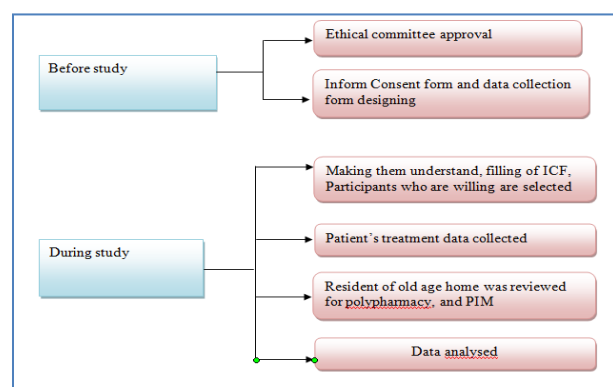 Before study
Ethical committee approval
Inform Consent form and data collection
form designing
During study
Making them understand, filling of ICF,
Participants who are willing are selected
Patient's treatment data collected
Resident of old age home was reviewed
for polypharmacy, and PIM
Data analysed